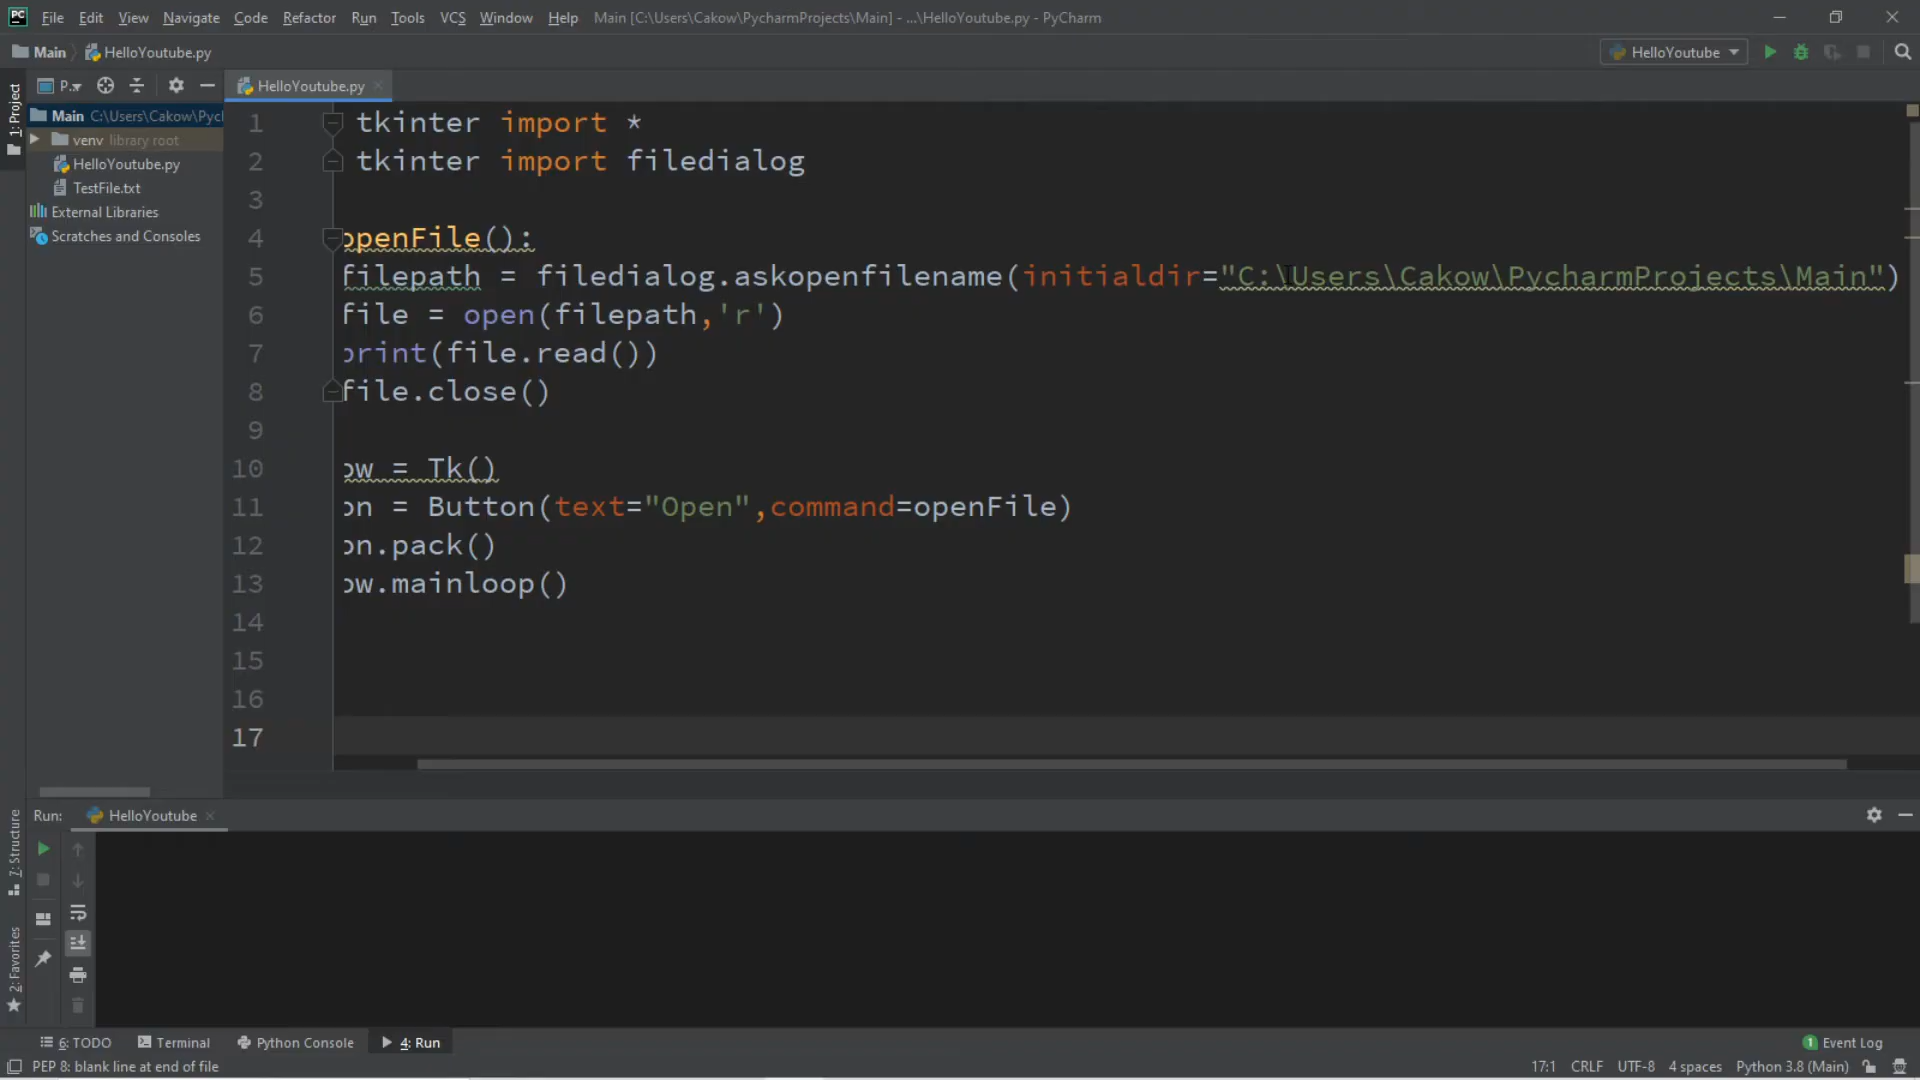 PC File Edit View Navigate Code Refactor Run Tools VCS Window Help Main [C:\Users\Cakow\PycharmProjects\Main] - ...\HelloYoutube.py - PyCharm
Main HelloYoutube.py HelloYoutube
P.. HelloYoutube.py
1: Project
Main C:\Users\Cakow\Pyc
venv library root
HelloYoutube.py
TestFile.txt
External Libraries
Scratches and Consoles
1 tkinter import *
2 tkinter import filedialog
3
4 openFile():
5 filepath = filedialog.askopenfilename(initialdir="C:\Users\Cakow\PycharmProjects\Main")
6 file = open(filepath,'r')
7 print(file.read())
8 file.close()
9
10 ow = Tk()
11 on = Button(text="Open",command=openFile)
12 on.pack()
13 ow.mainloop()
14
15
16
17
Run: HelloYoutube
7: Structure
2: Favorites
6: TODO Terminal Python Console 4: Run 1 Event Log
PEP 8: blank line at end of file 17:1 CRLF UTF-8 4 spaces Python 3.8 (Main)